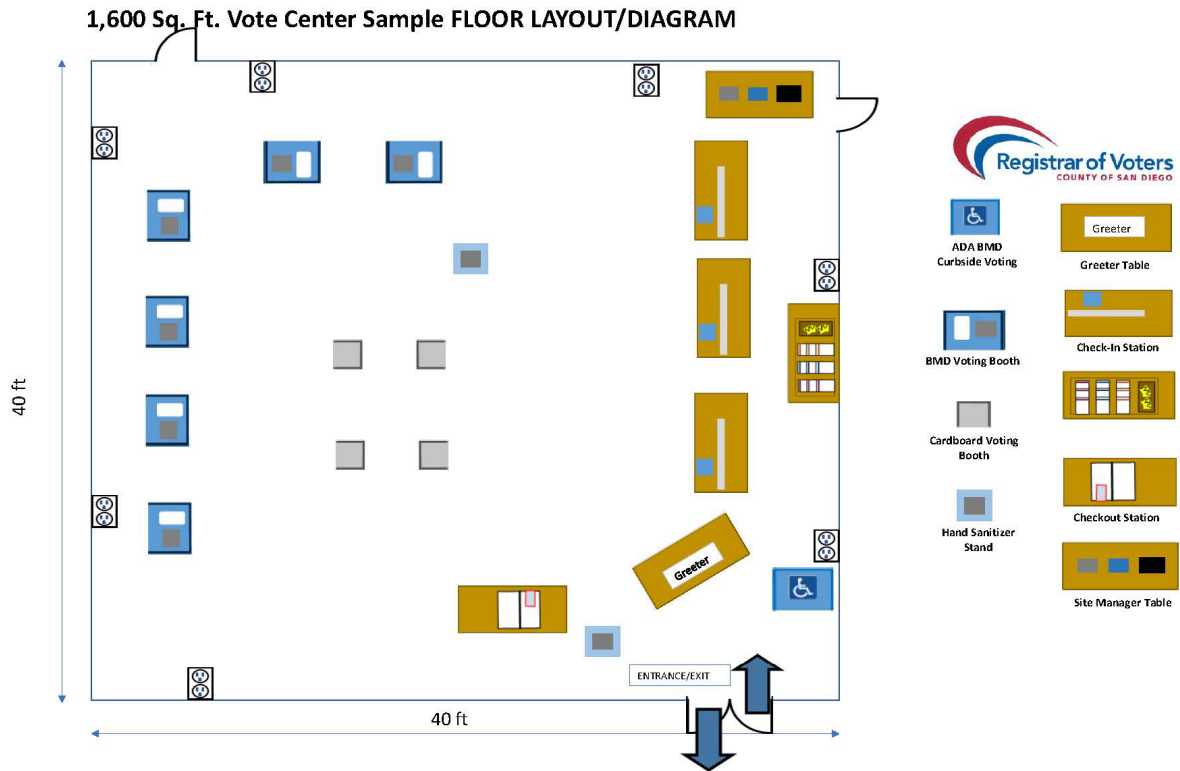 1,600 Sq. Ft. Vote Center Sample FLOOR LAYOUT/DIAGRAM
40 ft
Greeter
ENTRANCE/EXIT
40 ft
Registrar of Voters
COUNTY OF SAN DIEGO
ADA BMD
Curbside Voting
Greeter
Greeter Table
BMD Voting Booth
Check-In Station
Cardboard Voting
Booth
Hand Sanitizer
Stand
Checkout Station
Site Manager Table